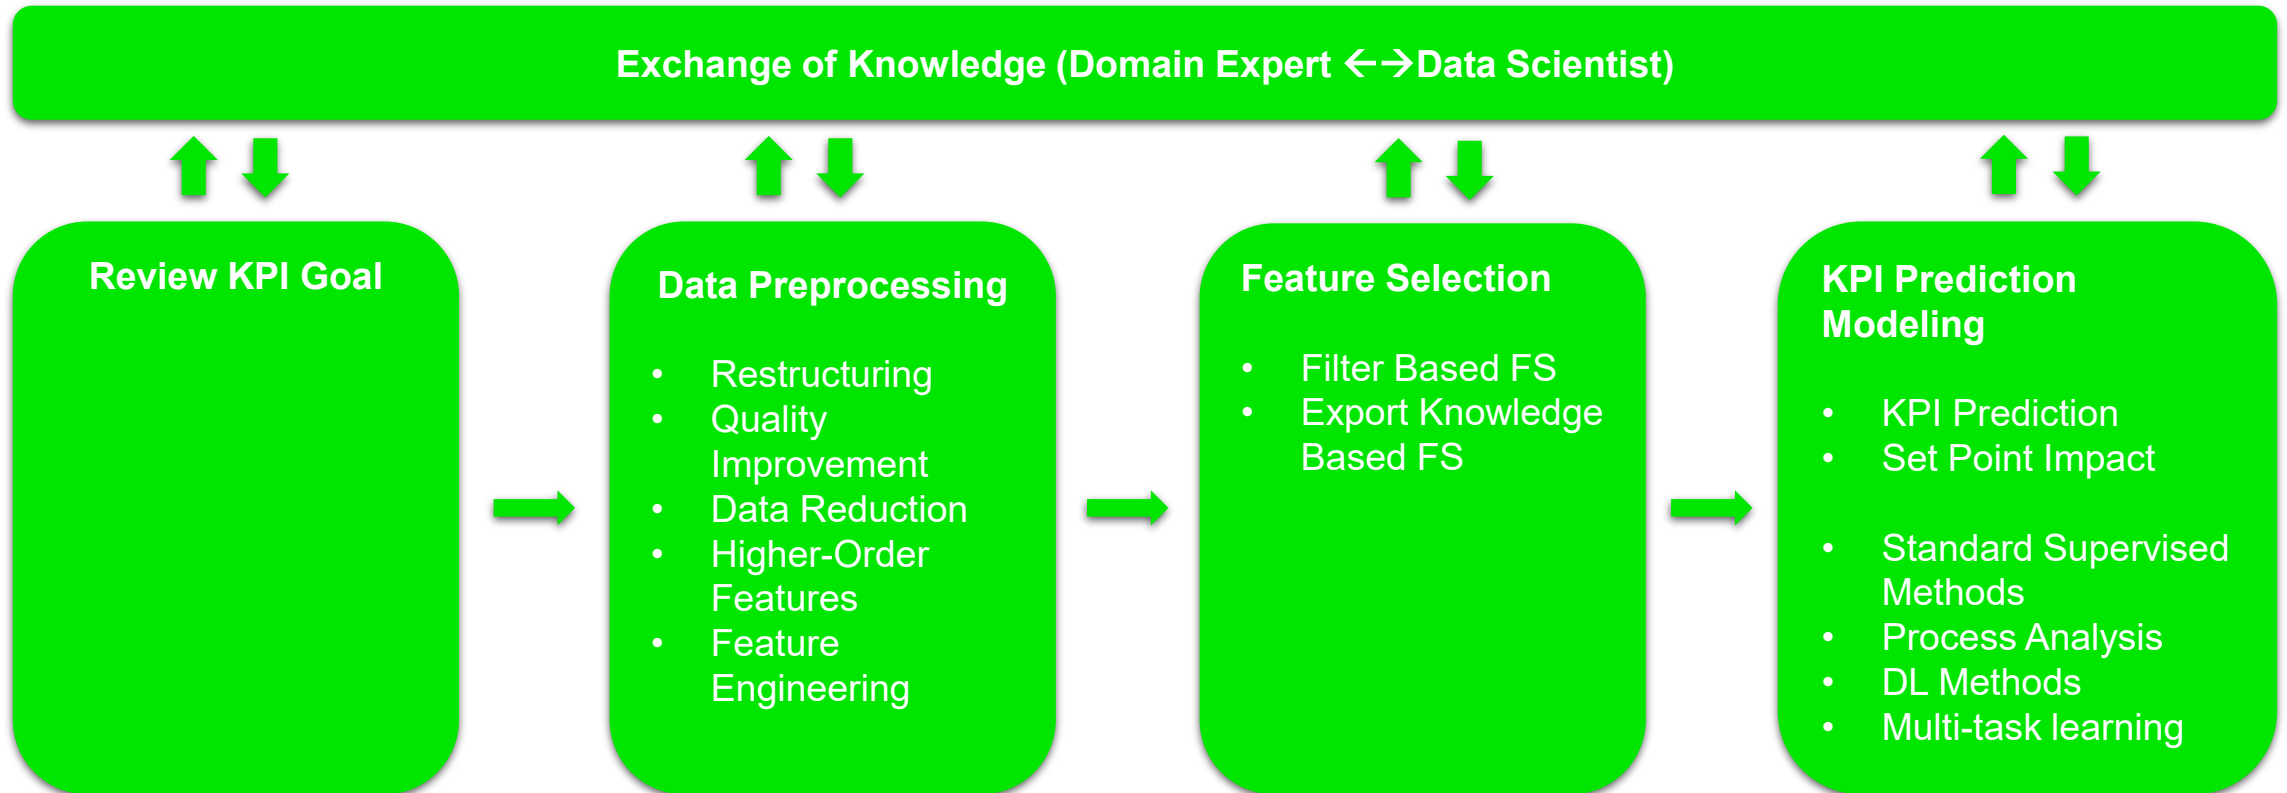 Exchange of Knowledge (Domain Expert ←→Data Scientist)
Review KPI Goal
Data Preprocessing
• Restructuring
• Quality
Improvement
• Data Reduction
• Higher-Order
Features
• Feature
Engineering
Feature Selection
• Filter Based FS
• Export Knowledge
Based FS
KPI Prediction
Modeling
• KPI Prediction
• Set Point Impact
• Standard Supervised
Methods
• Process Analysis
• DL Methods
• Multi-task learning